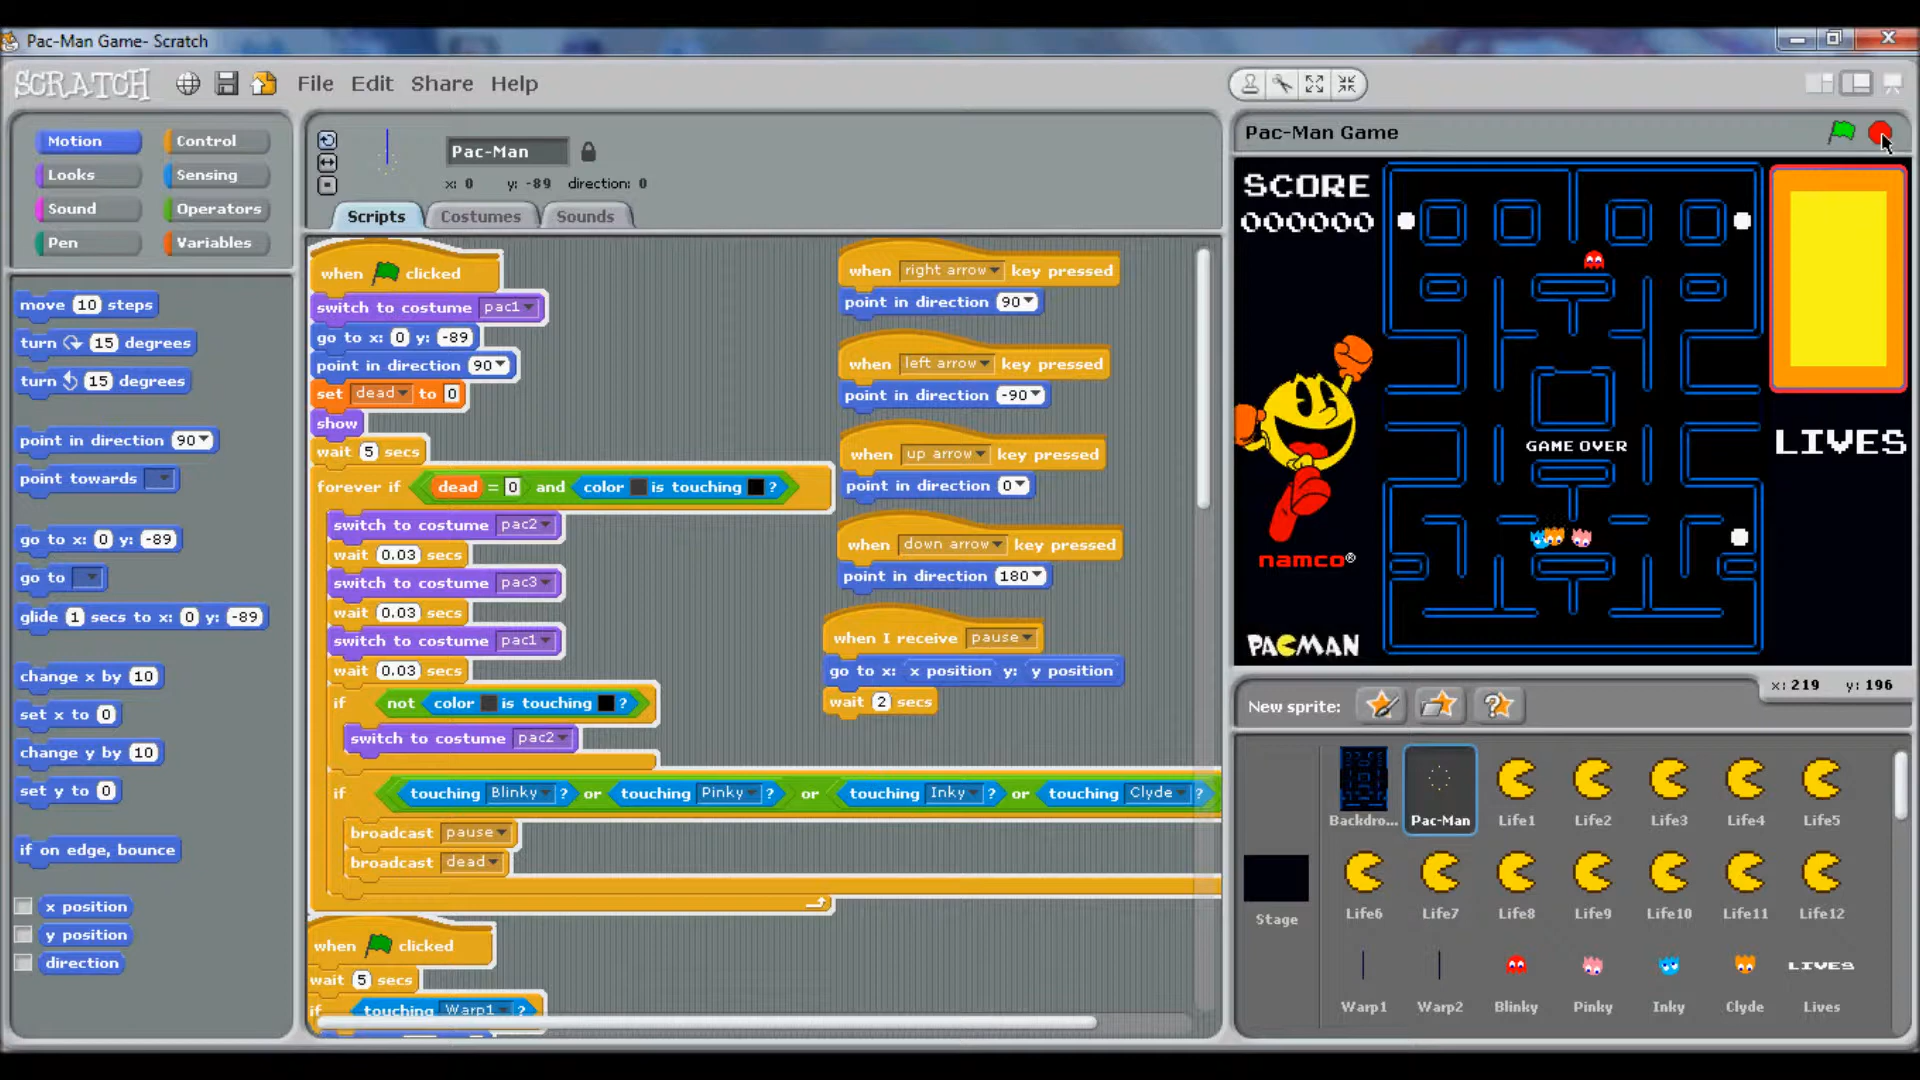 Pac-Man Game- Scratch
SCRATCH
File Edit Share Help
Motion
Control
Looks
Sensing
Sound
Operators
Pen
Variables
move 10 steps
turn 15 degrees
turn 15 degrees
point in direction 90
point towards
go to x: 0 y: -89
go to
glide 1 secs to x: 0 y: -89
change x by 10
set x to 0
change y by 10
set y to 0
if on edge, bounce
x position
y position
direction
Pac-Man
x: 0 y: -89 direction: 0
Scripts Costumes Sounds
when clicked
switch to costume pac1
go to x: 0 y: -89
point in direction 90
set dead to 0
show
wait 5 secs
forever if dead = 0 and color is touching ?
switch to costume pac2
wait 0.03 secs
switch to costume pac3
wait 0.03 secs
switch to costume pac1
wait 0.03 secs
if not color is touching ?
switch to costume pac2
if touching Blinky ? or touching Pinky ? or touching Inky ? or touching Clyde ?
broadcast pause
broadcast dead
when clicked
wait 5 secs
if touching Warp1 ?
when right arrow key pressed
point in direction 90
when left arrow key pressed
point in direction -90
when up arrow key pressed
point in direction 0
when down arrow key pressed
point in direction 180
when I receive pause
go to x: x position y: y position
wait 2 secs
Pac-Man Game
SCORE
000000
GAME OVER
LIVES
namco®
PACMAN
x: 219 y: 196
New sprite:
Backdro... Pac-Man Life1 Life2 Life3 Life4 Life5
Life6 Life7 Life8 Life9 Life10 Life11 Life12
Stage
LIVES
Warp1 Warp2 Blinky Pinky Inky Clyde Lives